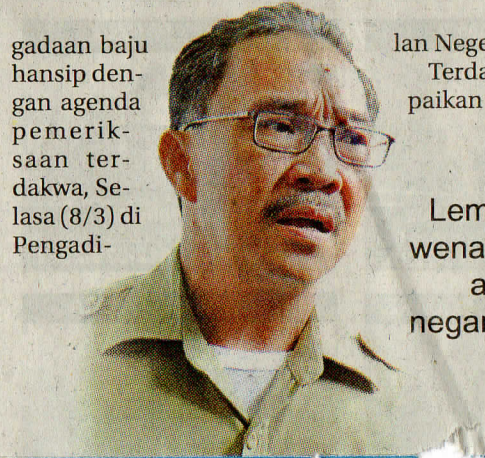 gadaan baju
hansip den-
gan agenda
pemerik-
saan ter-
dakwa, Se-
lasa (8/3) di
Pengadi-
lan Nege
Terda
paikan
Lem
wena
a
negar